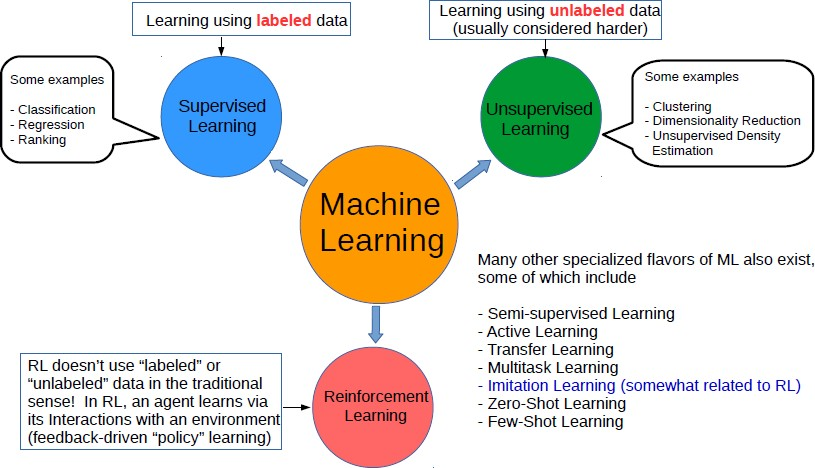 Learning using labeled data
Learning using unlabeled data
(usually considered harder)
Some examples
- Classification
- Regression
- Ranking
Supervised
Learning
Unsupervised
Learning
Some examples
- Clustering
- Dimensionality Reduction
- Unsupervised Density
Estimation
Machine
Learning
Many other specialized flavors of ML also exist,
some of which include
- Semi-supervised Learning
- Active Learning
- Transfer Learning
- Multitask Learning
- Imitation Learning (somewhat related to RL)
- Zero-Shot Learning
- Few-Shot Learning
RL doesn’t use “labeled” or
“unlabeled” data in the traditional
sense! In RL, an agent learns via
its Interactions with an environment
(feedback-driven “policy” learning)
Reinforcement
Learning